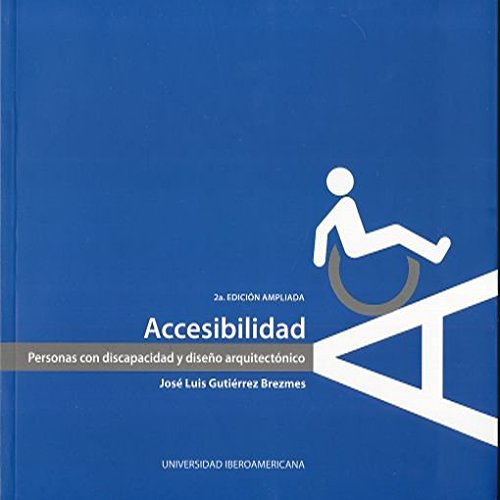 2a. EDICIÓN AMPLIADA
Accesibilidad
Personas con discapacidad y diseño arquitectónico
José Luis Gutiérrez Brezmes
A
UNIVERSIDAD IBEROAMERICANA